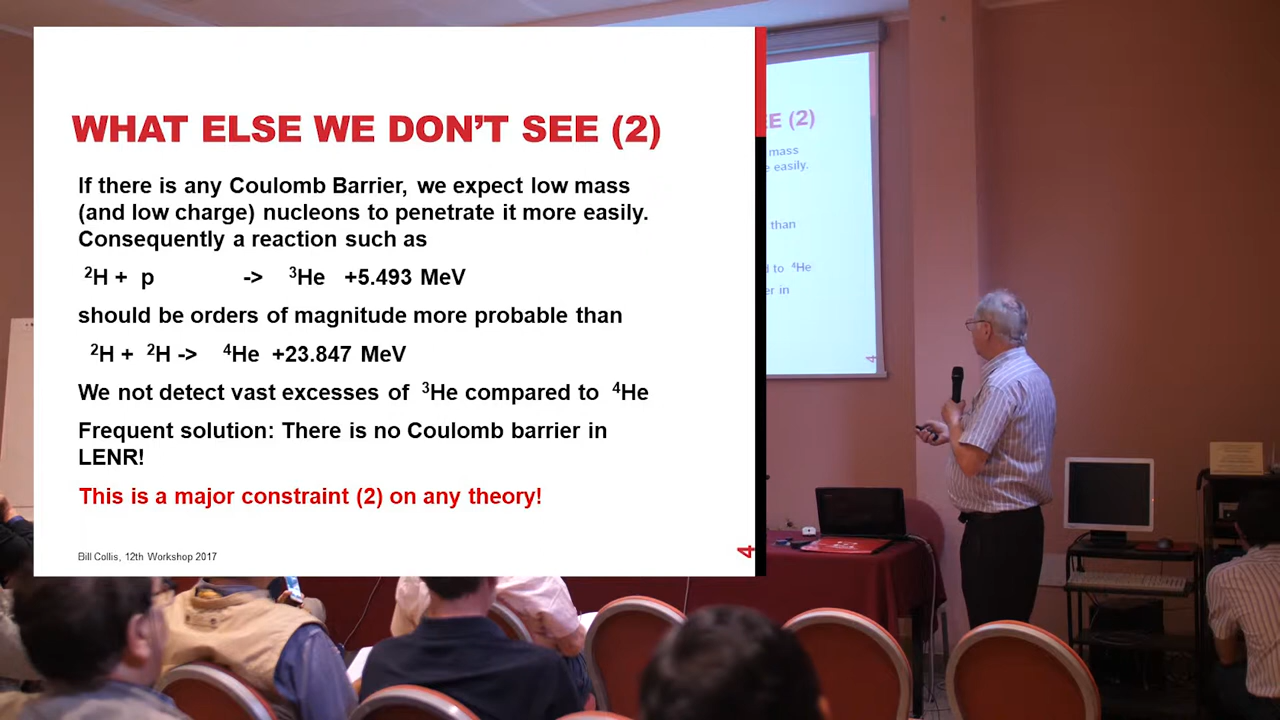 WHAT ELSE WE DON'T SEE (2)
If there is any Coulomb Barrier, we expect low mass
(and low charge) nucleons to penetrate it more easily.
Consequently a reaction such as
²H + p -> ³He +5.493 MeV
should be orders of magnitude more probable than
²H + ²H -> ⁴He +23.847 MeV
We not detect vast excesses of ³He compared to ⁴He
Frequent solution: There is no Coulomb barrier in
LENR!
This is a major constraint (2) on any theory!
Bill Collis, 12th Workshop 2017
4
EE (2)
mass
e easily.
than
d to ⁴He
er in
4